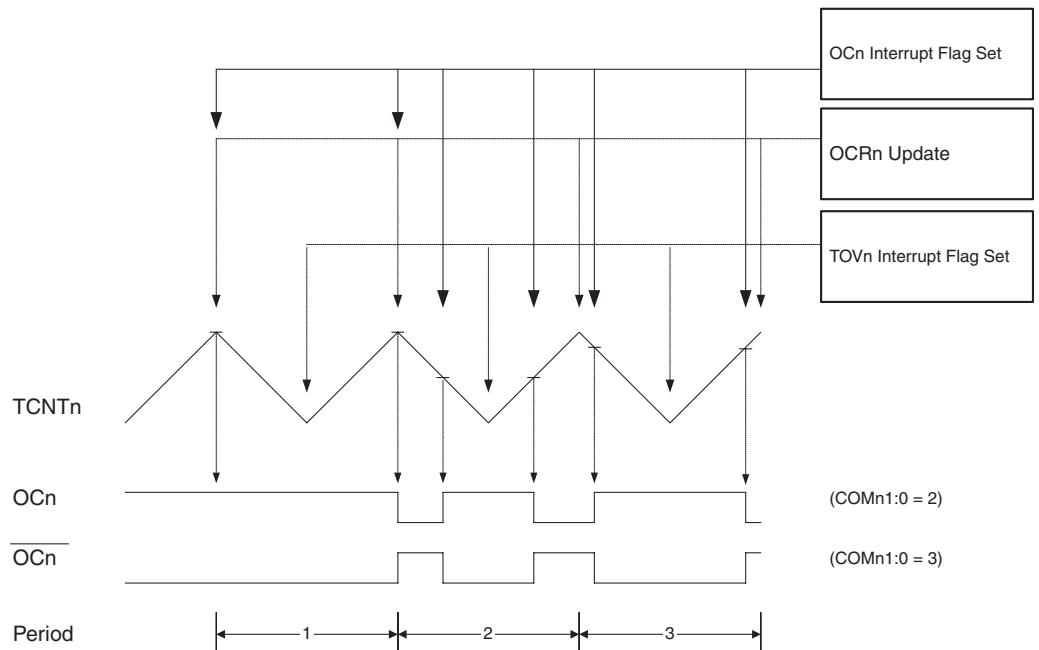 OCn Interrupt Flag Set
OCRn Update
TOVn Interrupt Flag Set
TCNTn
OCn (COMn1:0 = 2)
OCn (COMn1:0 = 3)
Period 1 2 3